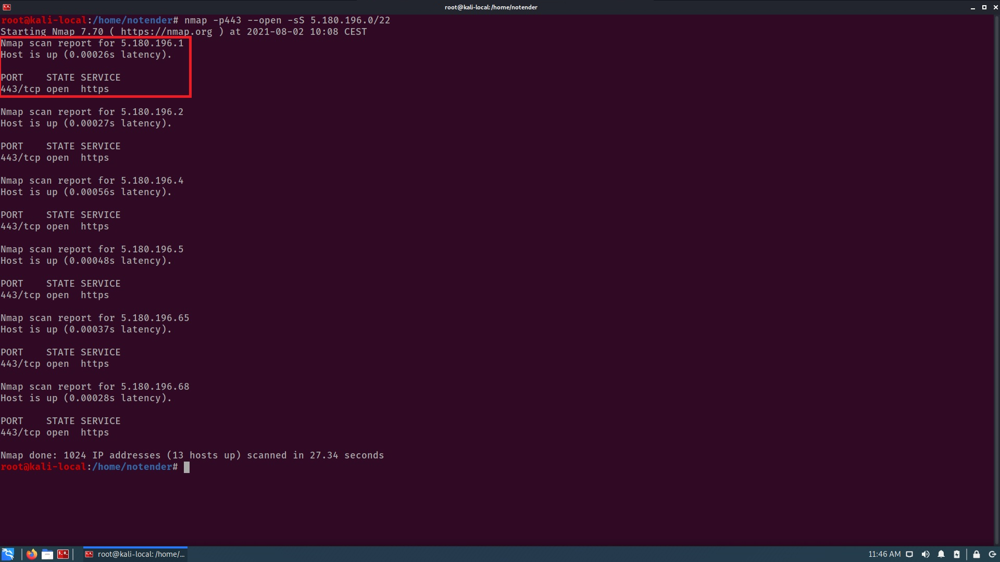 root@kali-local:/home/notender
root@kali-local:/home/notender# nmap -p443 --open -sS 5.180.196.0/22
Starting Nmap 7.70 ( https://nmap.org ) at 2021-08-02 10:08 CEST
Nmap scan report for 5.180.196.1
Host is up (0.00026s latency).
PORT    STATE SERVICE
443/tcp open  https
Nmap scan report for 5.180.196.2
Host is up (0.00027s latency).
PORT    STATE SERVICE
443/tcp open  https
Nmap scan report for 5.180.196.4
Host is up (0.00056s latency).
PORT    STATE SERVICE
443/tcp open  https
Nmap scan report for 5.180.196.5
Host is up (0.00048s latency).
PORT    STATE SERVICE
443/tcp open  https
Nmap scan report for 5.180.196.65
Host is up (0.00037s latency).
PORT    STATE SERVICE
443/tcp open  https
Nmap scan report for 5.180.196.68
Host is up (0.00028s latency).
PORT    STATE SERVICE
443/tcp open  https
Nmap done: 1024 IP addresses (13 hosts up) scanned in 27.34 seconds
root@kali-local:/home/notender#
root@kali-local: /home/...
11:46 AM